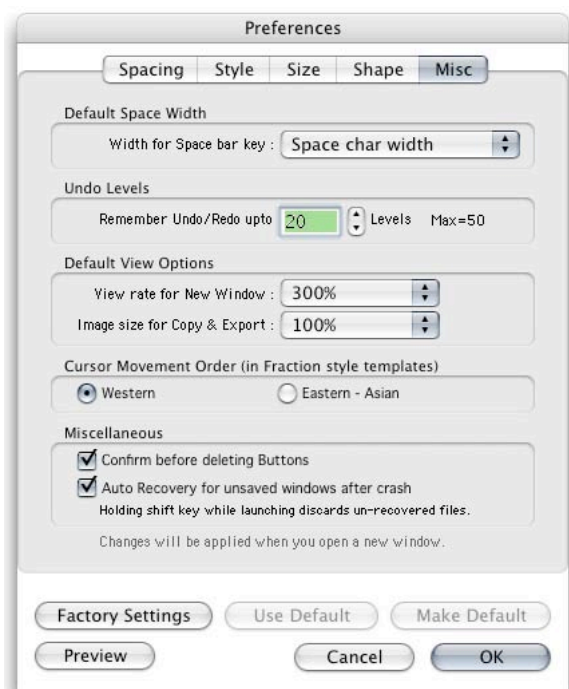 Preferences
Spacing Style Size Shape Misc
Default Space Width
Width for Space bar key : Space char width
Undo Levels
Remember Undo/Redo upto 20 Levels Max=50
Default View Options
View rate for New Window : 300%
Image size for Copy & Export : 100%
Cursor Movement Order (in Fraction style templates)
Western Eastern - Asian
Miscellaneous
Confirm before deleting Buttons
Auto Recovery for unsaved windows after crash
Holding shift key while launching discards un-recovered files.
Changes will be applied when you open a new window.
Factory Settings Use Default Make Default
Preview Cancel OK